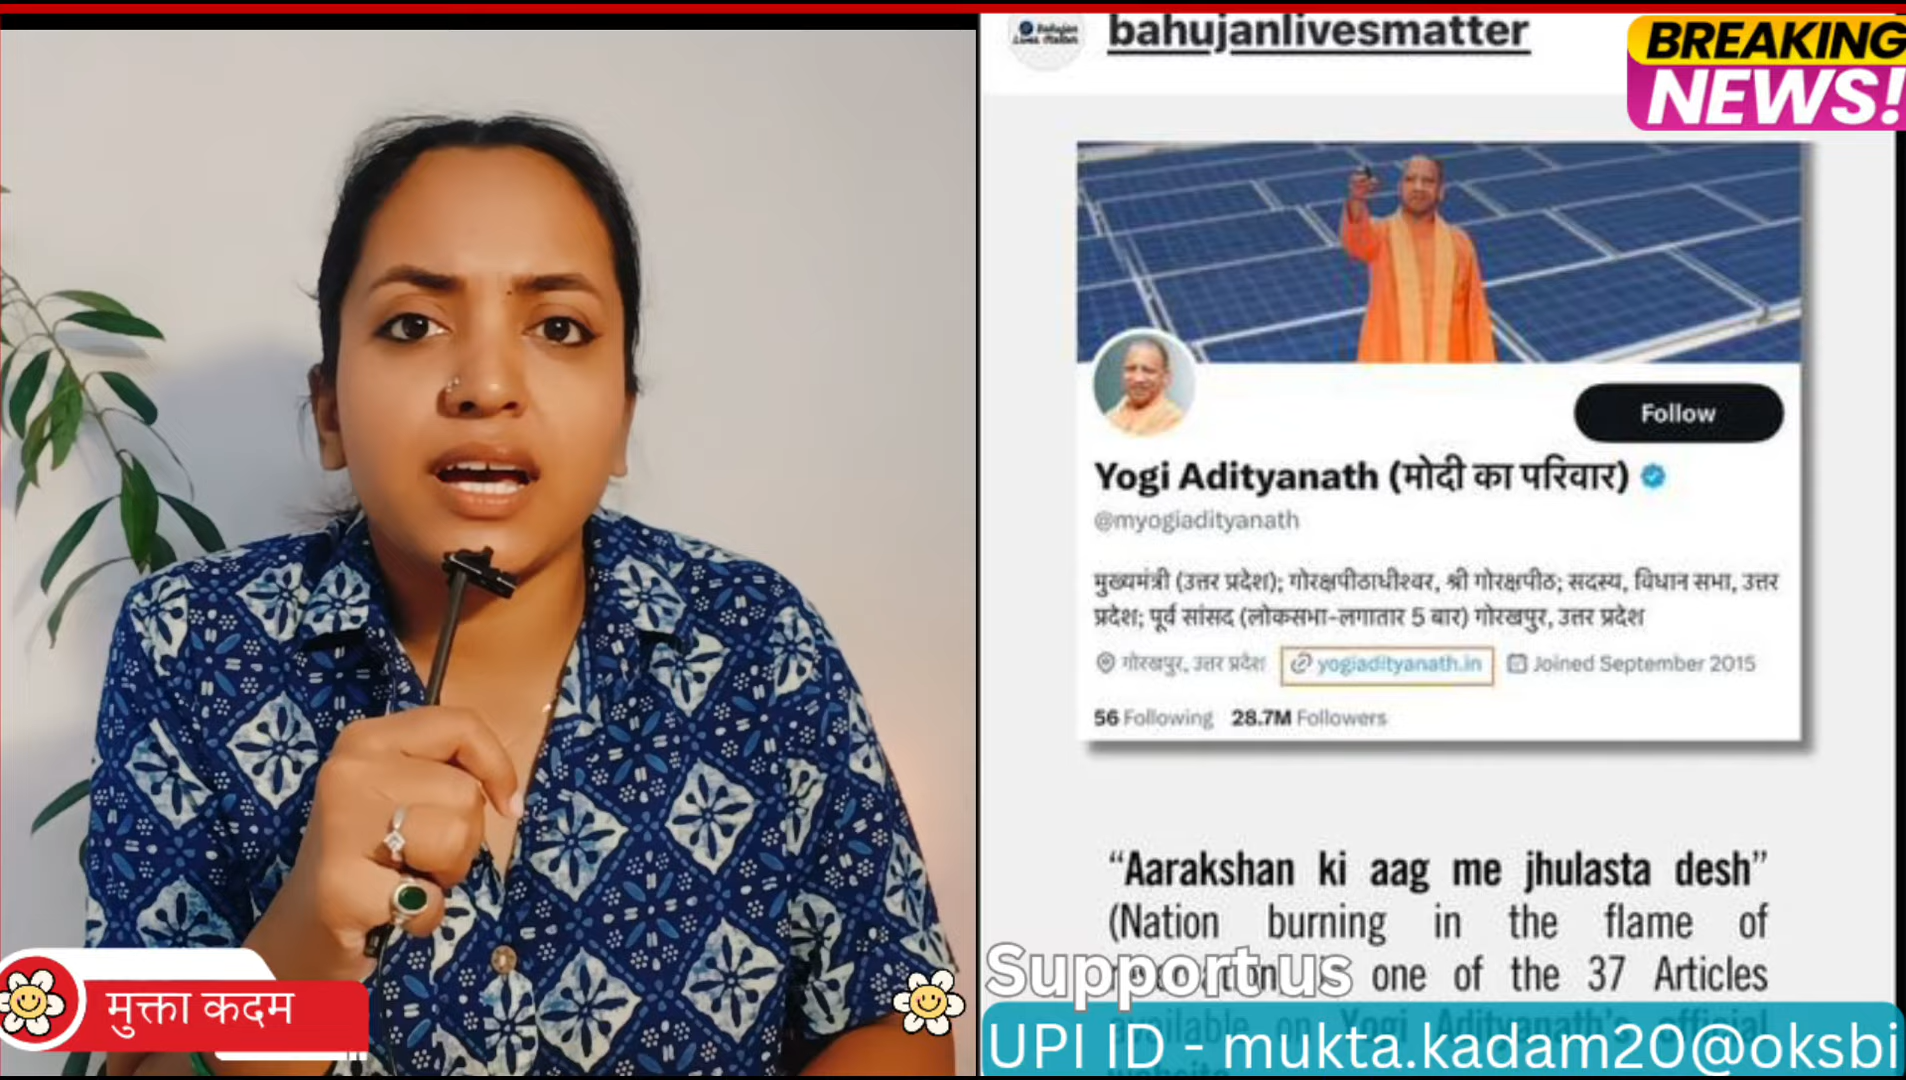 bahujanlivesmatter
BREAKING
NEWS!
Follow
Yogi Adityanath (मोदी का परिवार)
@myogiadityanath
मुख्यमंत्री (उत्तर प्रदेश); गोरक्षपीठाधीश्वर, श्री गोरक्षपीठ; सदस्य, विधान सभा, उत्तर
प्रदेश; पूर्व सांसद (लोकसभा-लगातार 5 बार) गोरखपुर, उत्तर प्रदेश
गोरखपुर, उत्तर प्रदेश yogiadityanath.in Joined September 2015
56 Following 28.7M Followers
“Aarakshan ki aag me jhulasta desh”
(Nation burning in the flame of
one of the 37 Articles
Support us
UPI ID - mukta.kadam20@oksbi
मुक्ता कदम